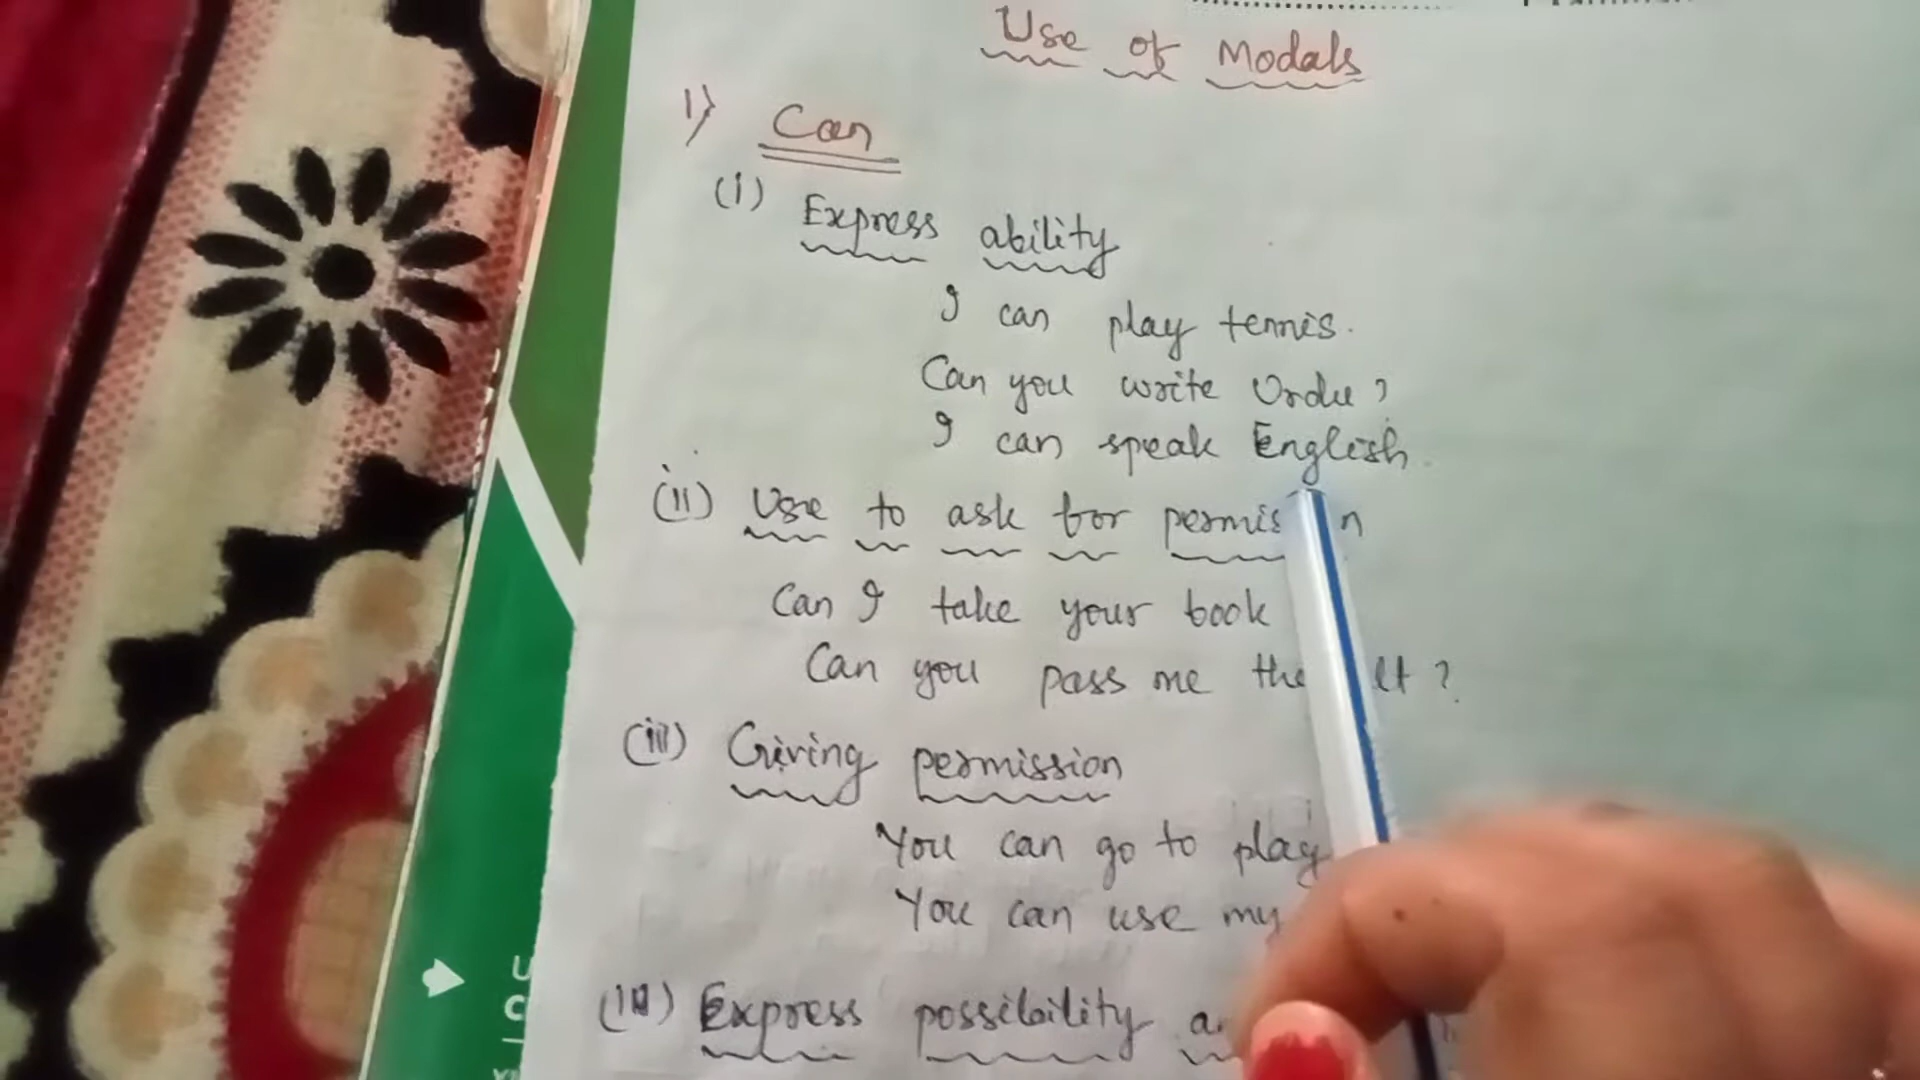 Use of Modals
1) Can
(i) Express ability
I can play tennis.
Can you write Urdu?
I can speak English.
(ii) Use to ask for
Can I take your book
Can you pass me the
(iii) Giving permission
You can go to play
You can use my
Express possibility